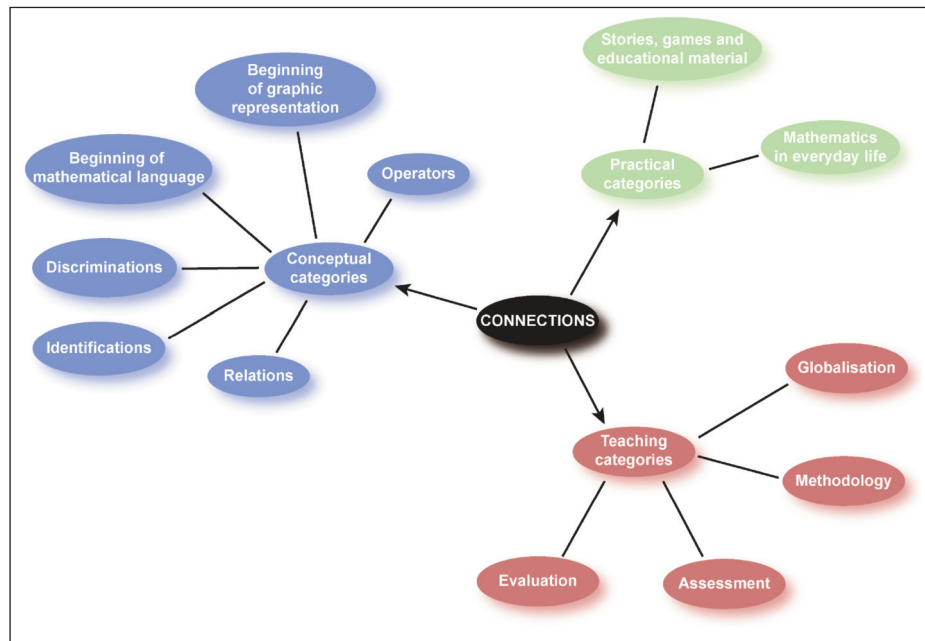 Stories, games and
educational material
Beginning
of graphic
representation
Mathematics
in everyday life
Beginning of
mathematical language
Practical
categories
Operators
Discriminations
Conceptual
categories
CONNECTIONS
Identifications
Relations
Globalisation
Teaching
categories
Methodology
Evaluation
Assessment